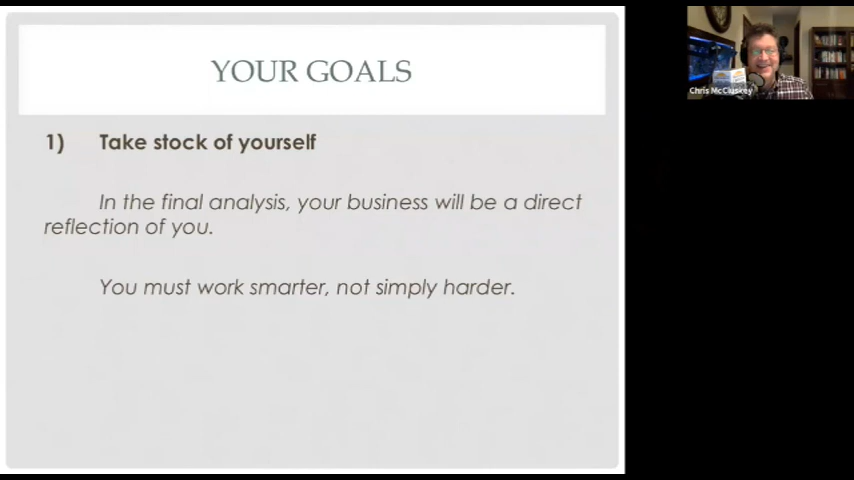 YOUR GOALS
1) Take stock of yourself
In the final analysis, your business will be a direct
reflection of you.
You must work smarter, not simply harder.
Chris McCluskey